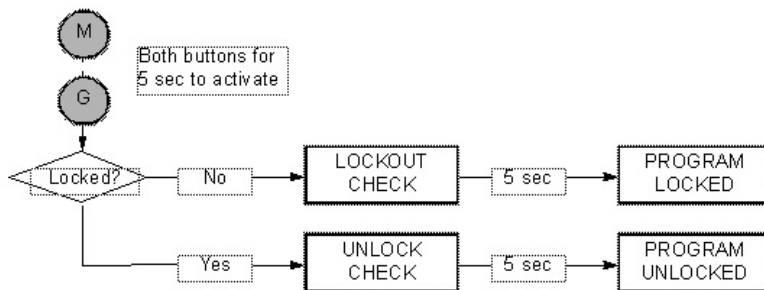 M
Both buttons for
5 sec to activate
G
Locked?
No
LOCKOUT
CHECK
5 sec
PROGRAM
LOCKED
Yes
UNLOCK
CHECK
5 sec
PROGRAM
UNLOCKED